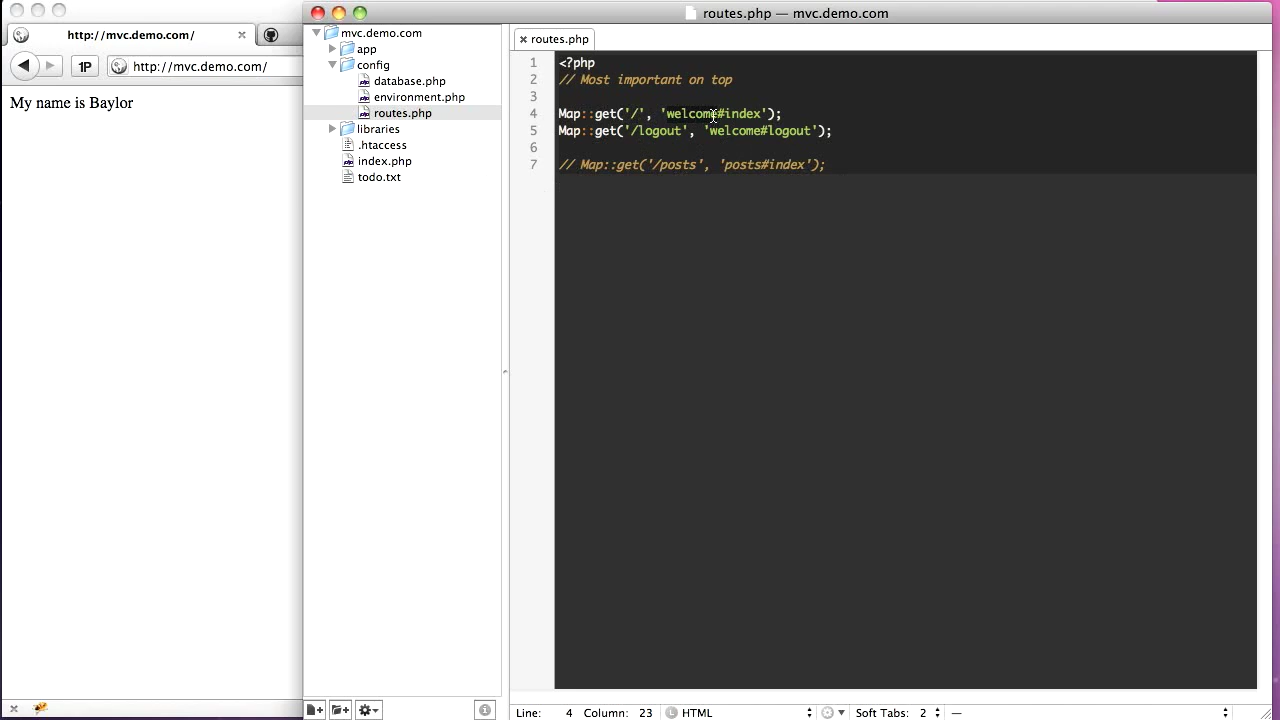 http://mvc.demo.com/
1P http://mvc.demo.com/
My name is Baylor
routes.php — mvc.demo.com
mvc.demo.com
app
config
database.php
environment.php
routes.php
libraries
.htaccess
index.php
todo.txt
routes.php
1 <?php
2 // Most important on top
3
4 Map::get('/', 'welcome#index');
5 Map::get('/logout', 'welcome#logout');
6
7 // Map::get('/posts', 'posts#index');
Line: 4 Column: 23 HTML Soft Tabs: 2 —